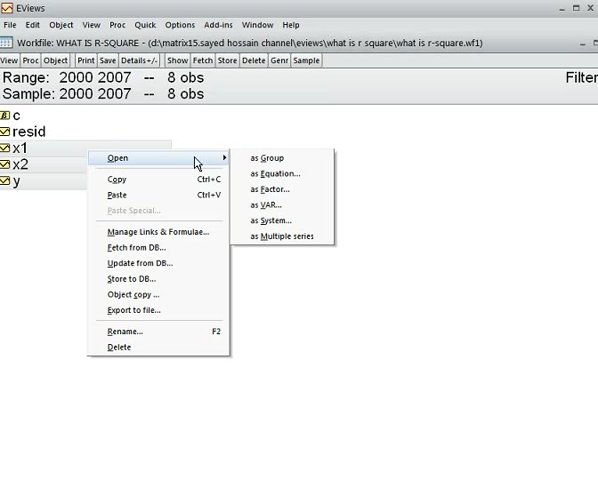 EViews
File Edit Object View Proc Quick Options Add-ins Window Help
Workfile: WHAT IS R-SQUARE - (d:\matrix15.sayed hossain channel\eviews\what is r square\what is r-square.wf1)
View Proc Object Print Save Details+/- Show Fetch Store Delete Genr Sample
Range: 2000 2007 -- 8 obs Filter
Sample: 2000 2007 -- 8 obs
β c
resid
x1
x2
y
Open
Copy Ctrl+C
Paste Ctrl+V
Paste Special...
Manage Links & Formulae...
Fetch from DB...
Update from DB...
Store to DB...
Object copy ...
Export to file...
Rename... F2
Delete
as Group
as Equation...
as Factor...
as VAR...
as System...
as Multiple series